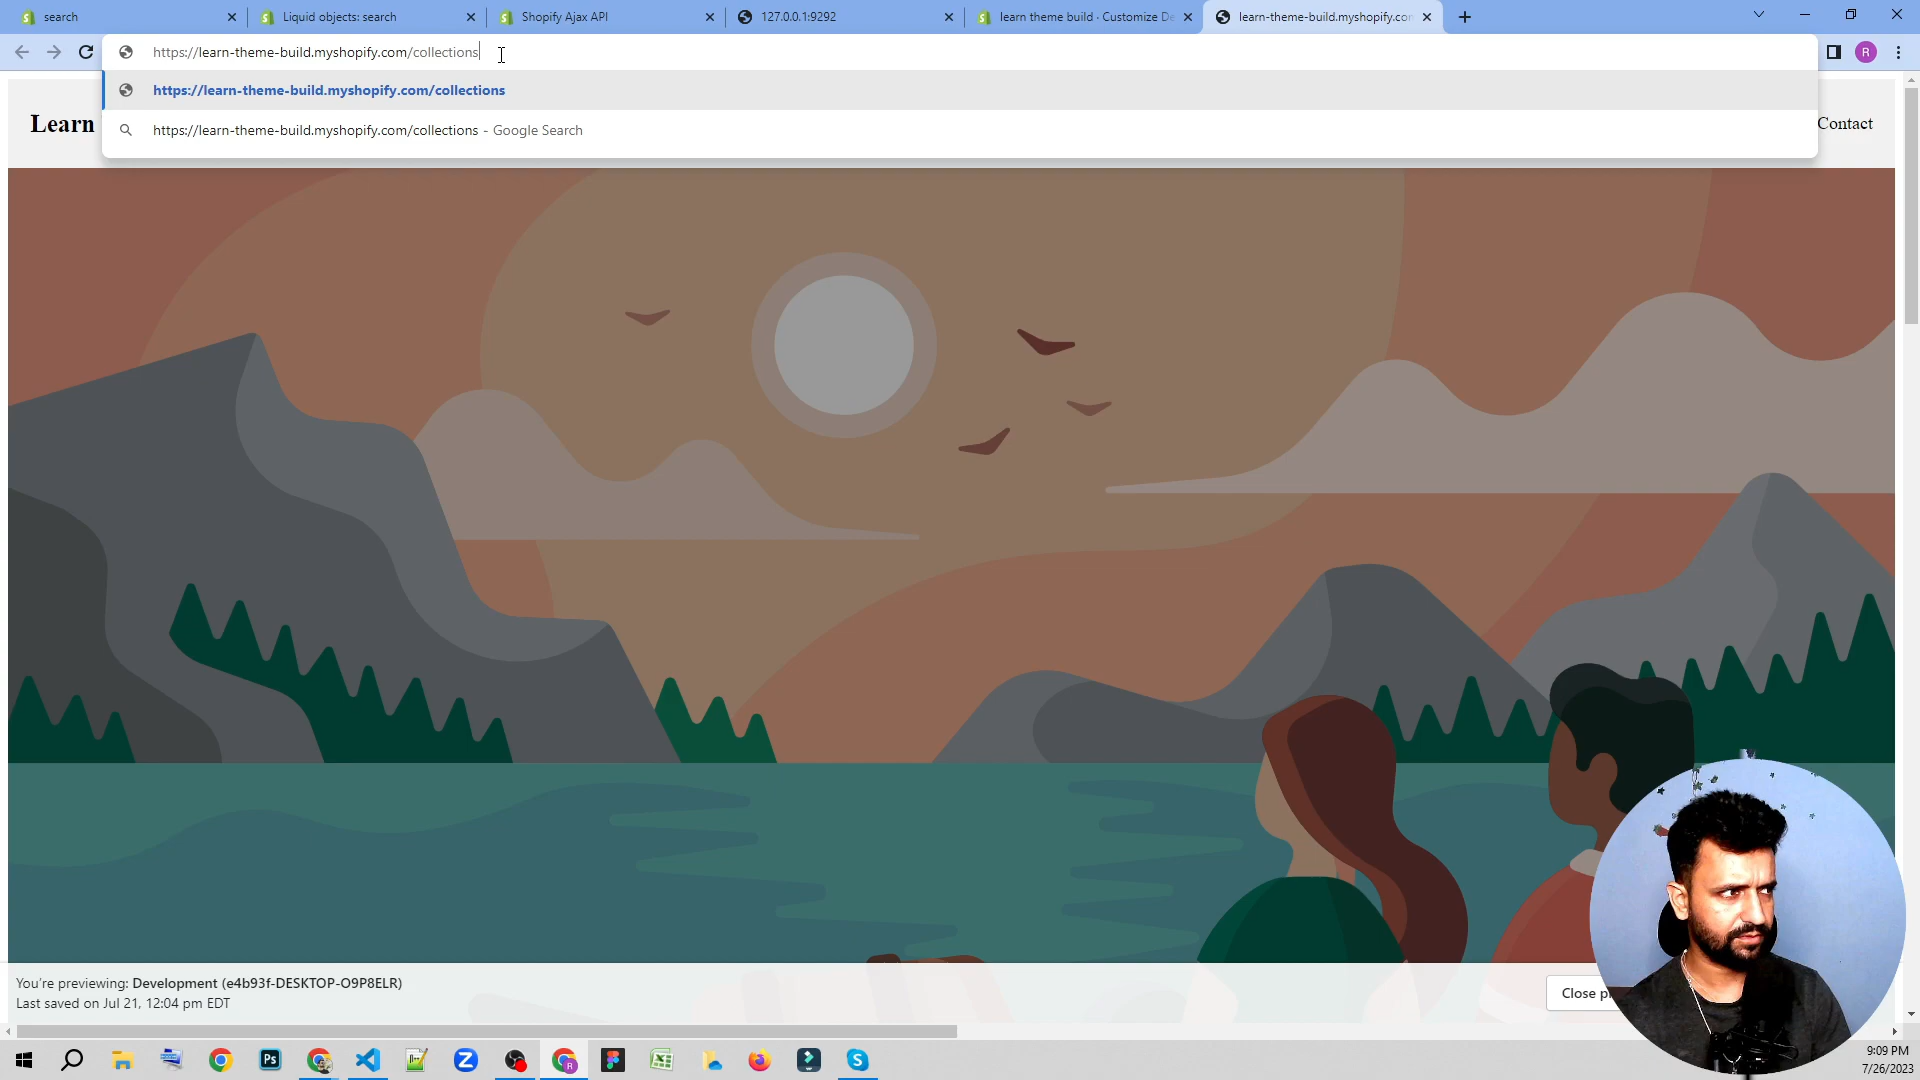 search
Liquid objects: search
Shopify Ajax API
127.0.0.1:9292
learn theme build · Customize De
learn-theme-build.myshopify.com
https://learn-theme-build.myshopify.com/collections
R
https://learn-theme-build.myshopify.com/collections
https://learn-theme-build.myshopify.com/collections - Google Search
Learn
Contact
You're previewing: Development (e4b93f-DESKTOP-O9P8ELR)
Last saved on Jul 21, 12:04 pm EDT
Close p
Ps
Z
R
S
9:09 PM
7/26/2023